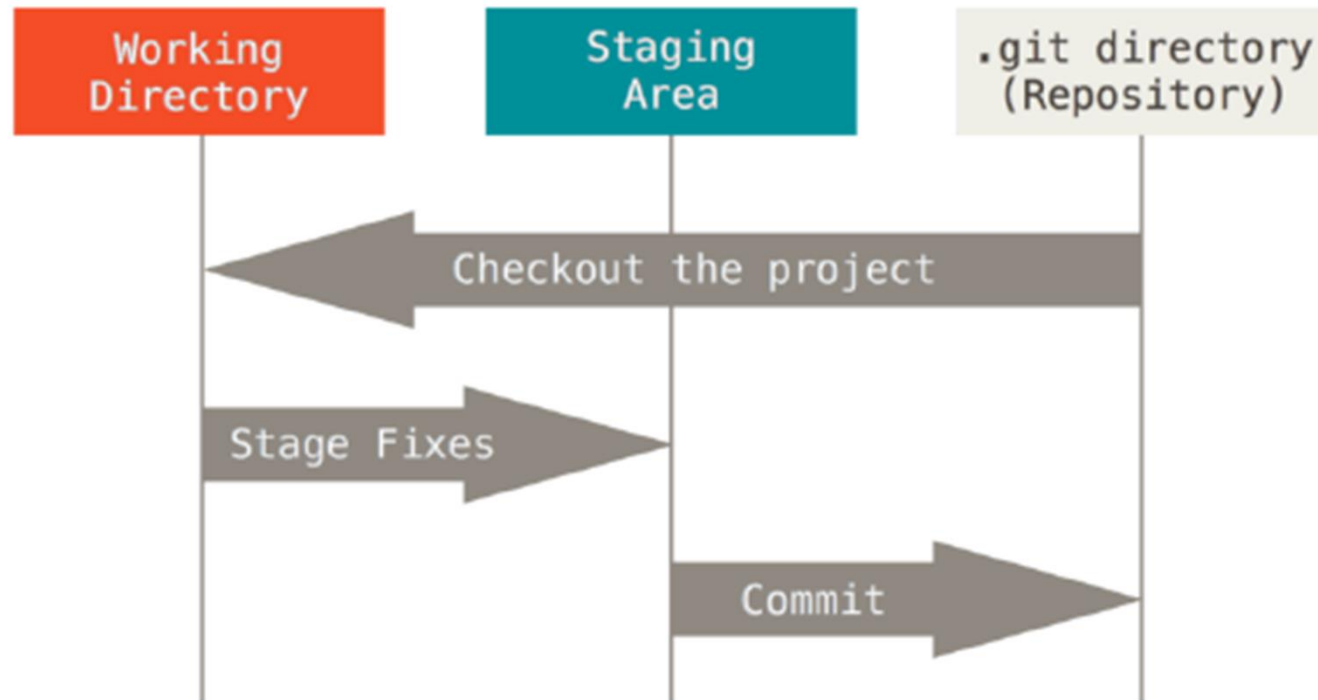 Working
Directory
Staging
Area
.git directory
(Repository)
Checkout the project
Stage Fixes
Commit